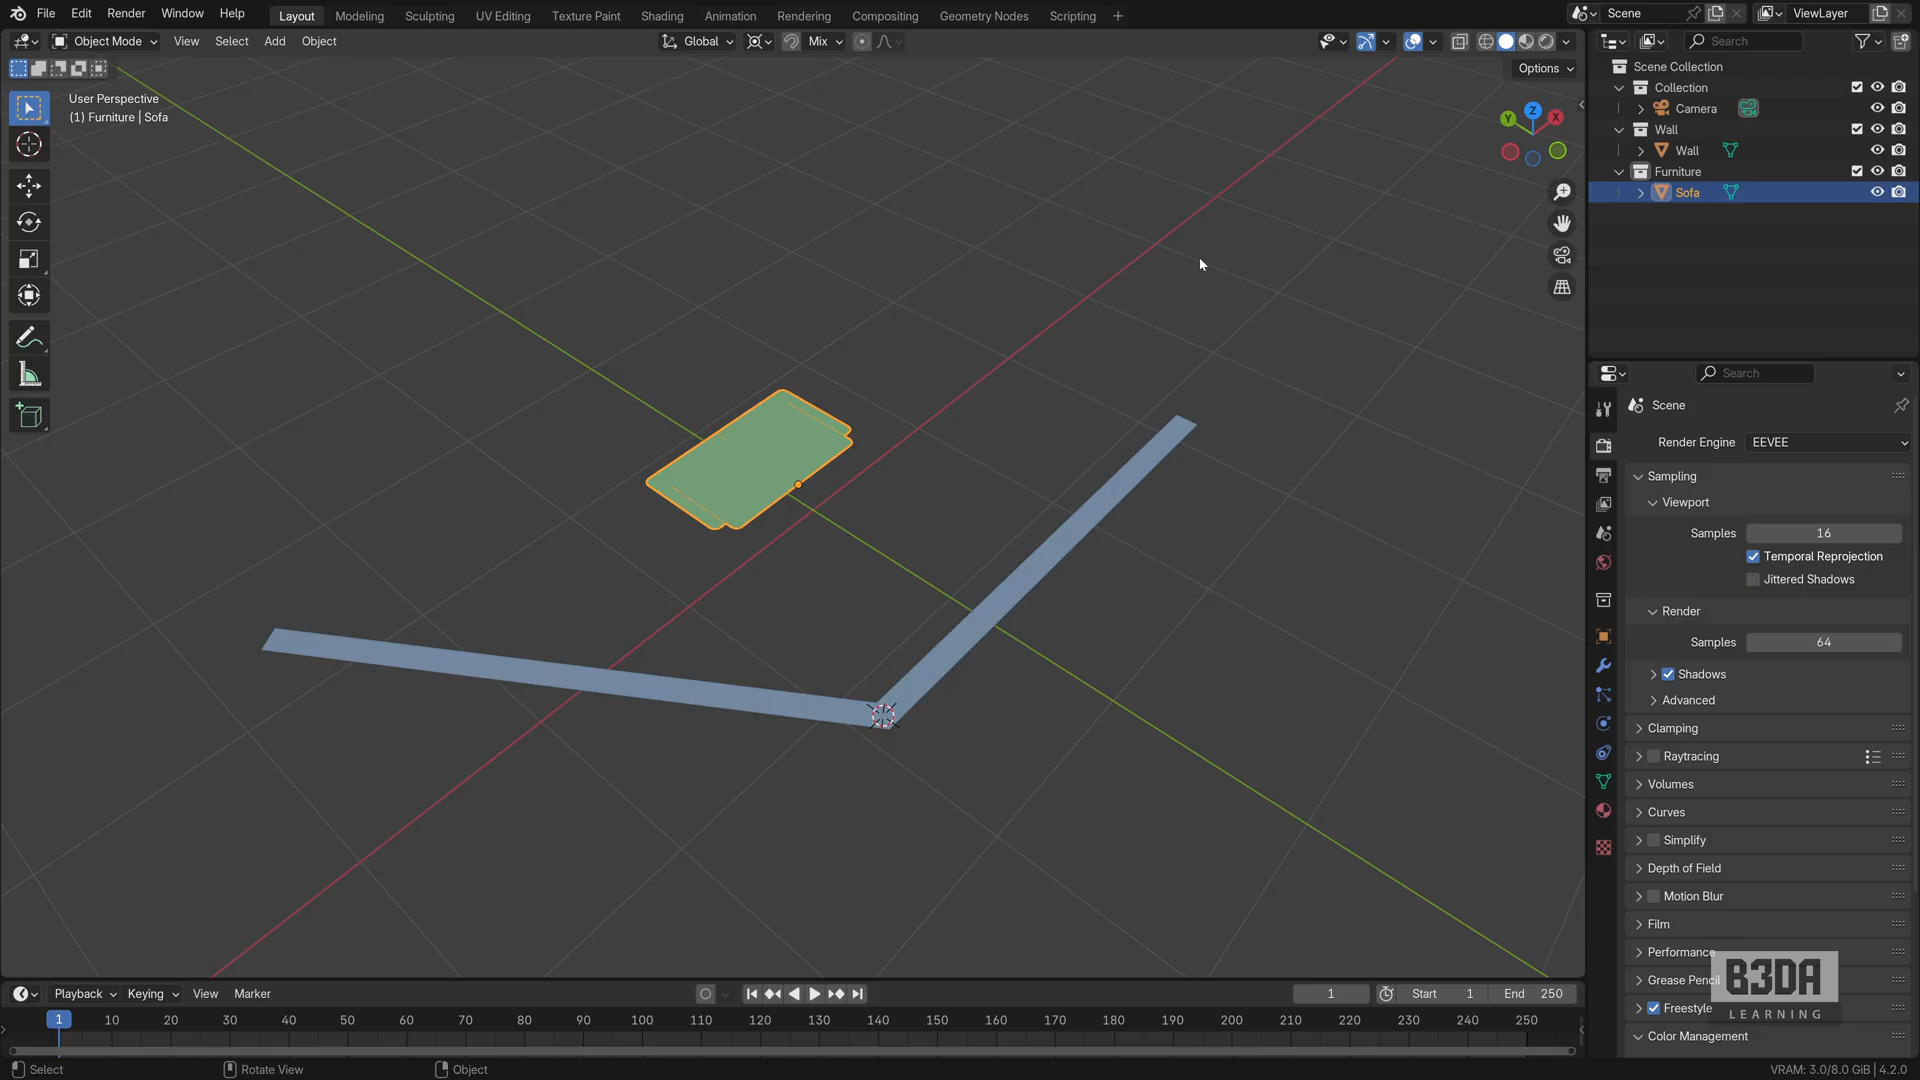 File Edit Render Window Help Layout Modeling Sculpting UV Editing Texture Paint Shading Animation Rendering Compositing Geometry Nodes Scripting + Scene ViewLayer
Object Mode View Select Add Object Global Mix Search
Options
User Perspective
(1) Furniture | Sofa
Z
Y
X
Scene Collection
Collection
Camera
Wall
Wall
Furniture
Sofa
Search
Scene
Render Engine EEVEE
Sampling
Viewport
Samples 16
Temporal Reprojection
Jittered Shadows
Render
Samples 64
Shadows
Advanced
Clamping
Raytracing
Volumes
Curves
Simplify
Depth of Field
Motion Blur
Film
Performance
Grease Pencil
Freestyle
Color Management
B3DA
LEARNING
Playback Keying View Marker 1 Start 1 End 250
1 10 20 30 40 50 60 70 80 90 100 110 120 130 140 150 160 170 180 190 200 210 220 230 240 250
Select Rotate View Object VRAM: 3.0/8.0 GiB | 4.2.0